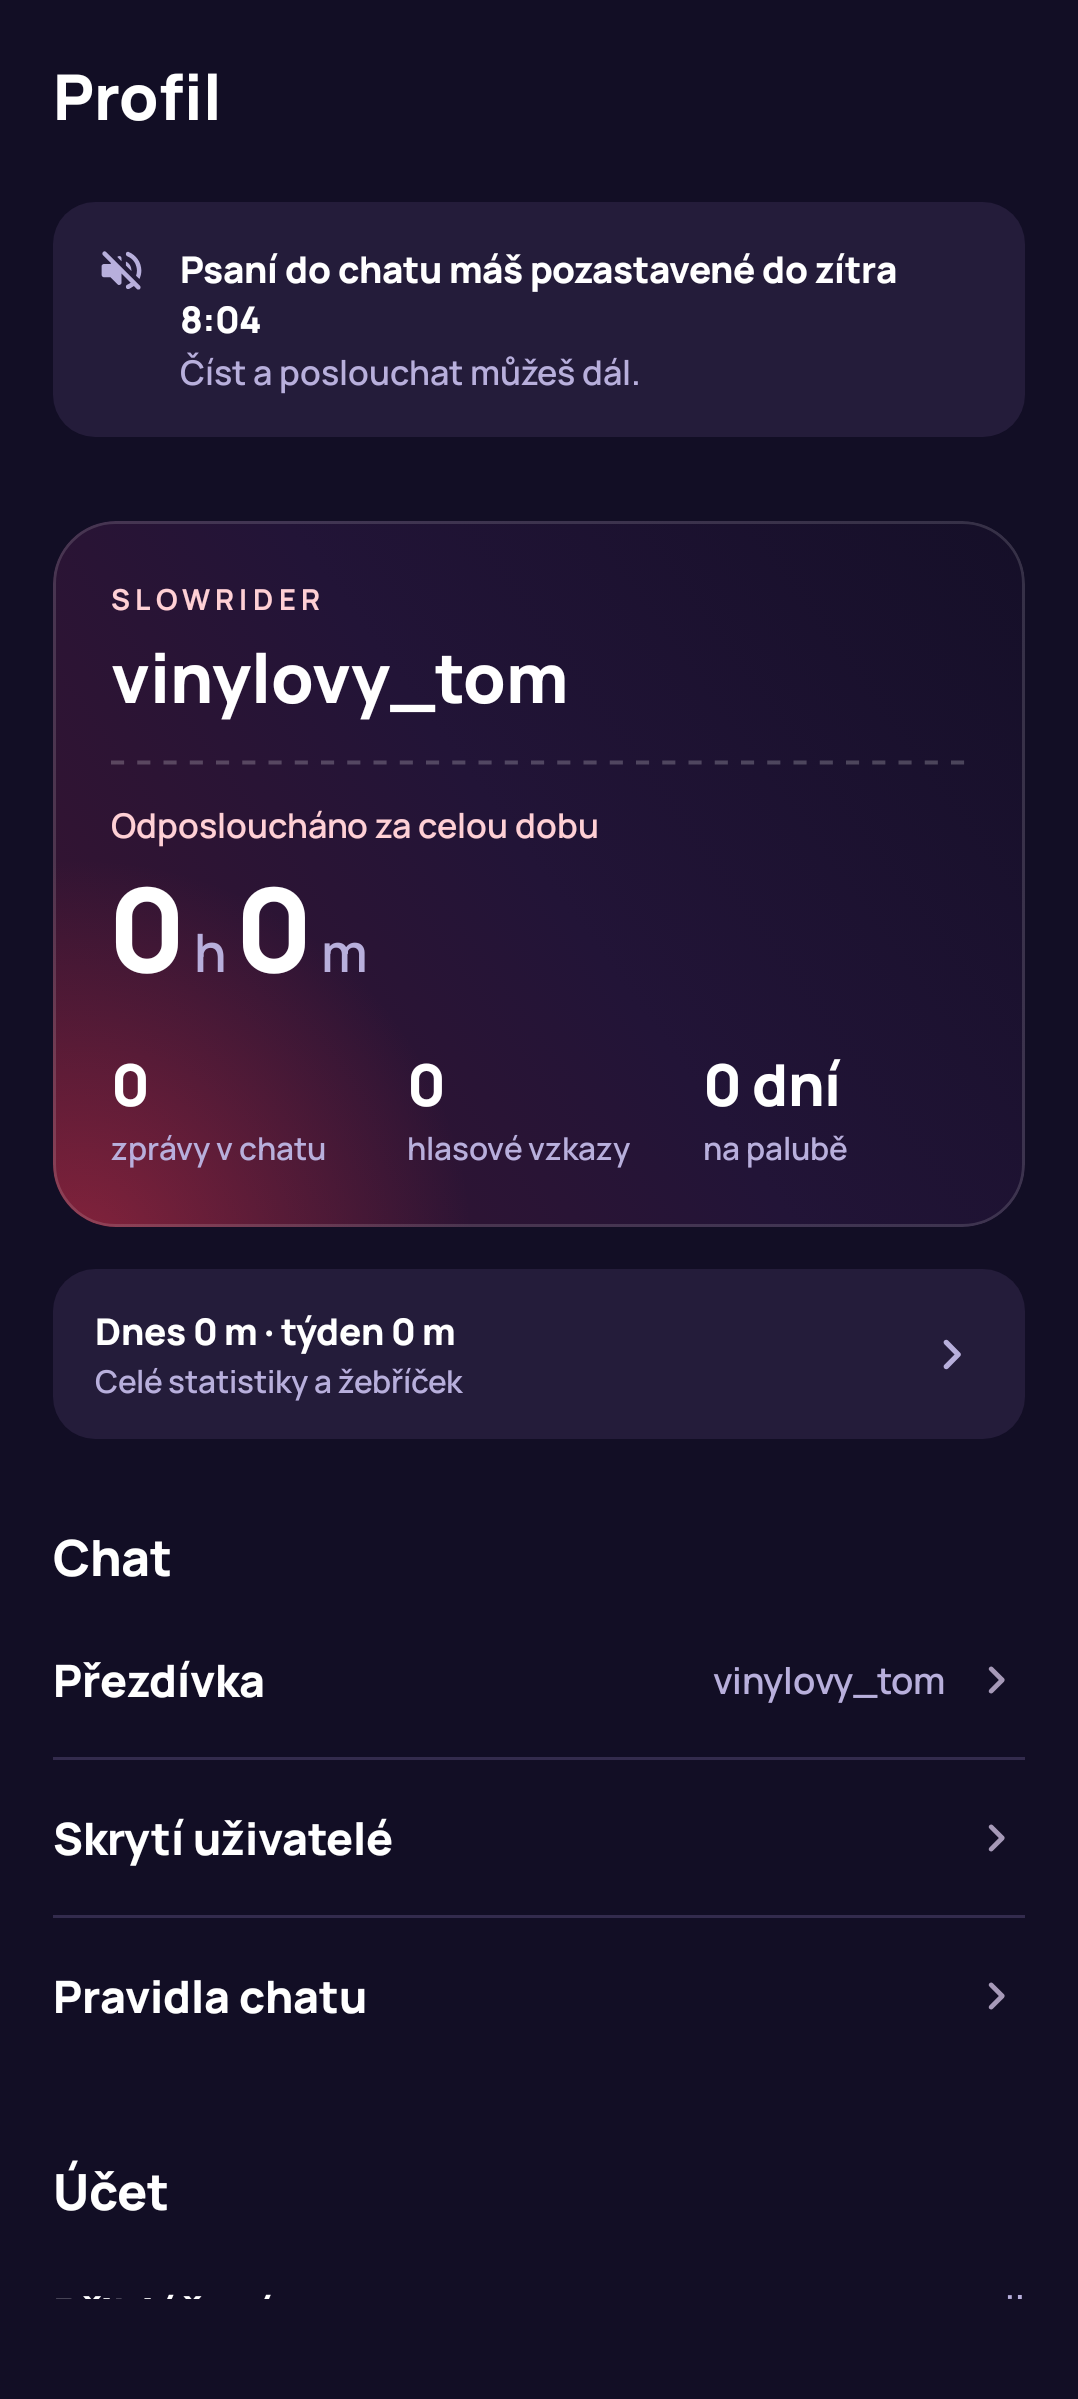 Profil
Psaní do chatu máš pozastavené do zítra
8:04
Číst a poslouchat můžeš dál.
SLOWRIDER
vinylovy_tom
Odposloucháno za celou dobu
0 h 0 m
0 0 0 dní
zprávy v chatu hlasové vzkazy na palubě
Dnes 0 m · týden 0 m
Celé statistiky a žebříček
Chat
Přezdívka vinylovy_tom
Skrytí uživatelé
Pravidla chatu
Účet